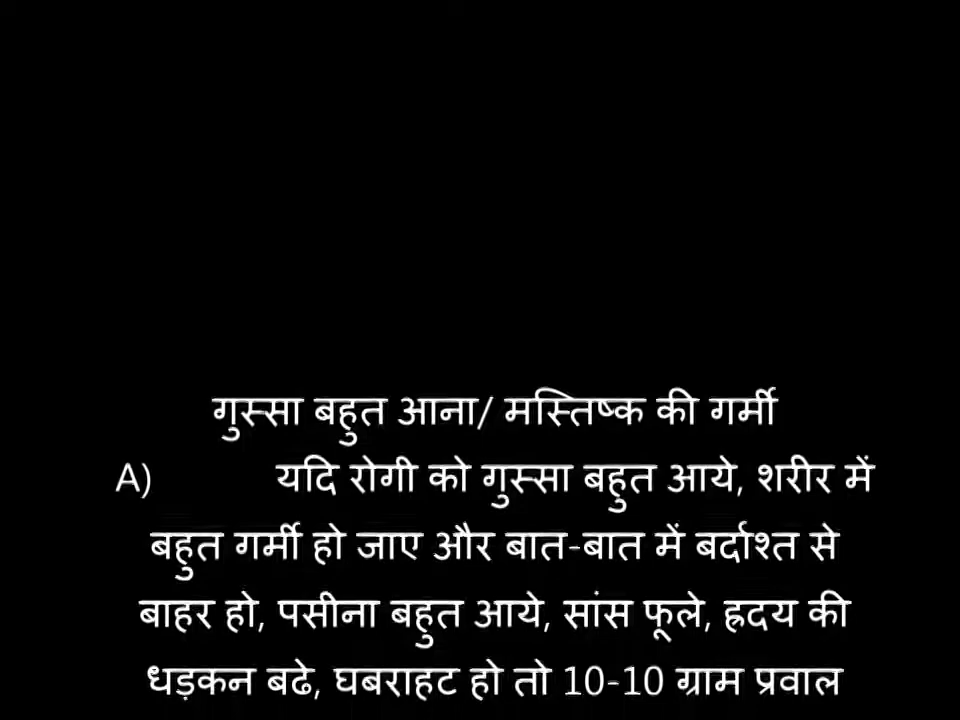 गुस्सा बहुत आना/ मस्तिष्क की गर्मी
A) यदि रोगी को गुस्सा बहुत आये, शरीर में
बहुत गर्मी हो जाए और बात-बात में बर्दाश्त से
बाहर हो, पसीना बहुत आये, सांस फूले, ह्रदय की
धड़कन बढे, घबराहट हो तो 10-10 ग्राम प्रवाल